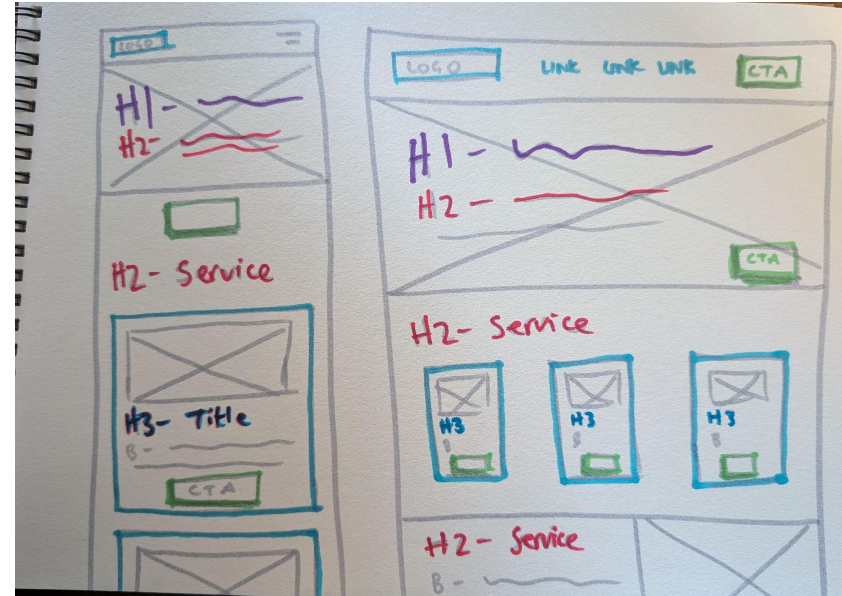 LOGO
H1-
H2-
H2- Service
H3- Title
B-
CTA
LOGO LINK LINK LINK CTA
H1-
H2-
CTA
H2- Service
H3 H3 H3
B B B
H2- Service
B-